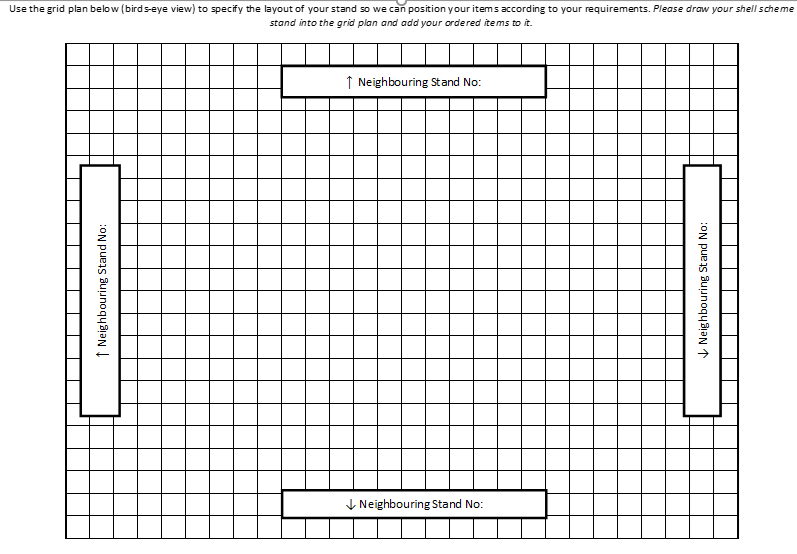 Use the grid plan below (birds-eye view) to specify the layout of your stand so we can position your items according to your requirements. Please draw your shell scheme
stand into the grid plan and add your ordered items to it.
↑ Neighbouring Stand No:
↑ Neighbouring Stand No:
↓ Neighbouring Stand No:
↓ Neighbouring Stand No: